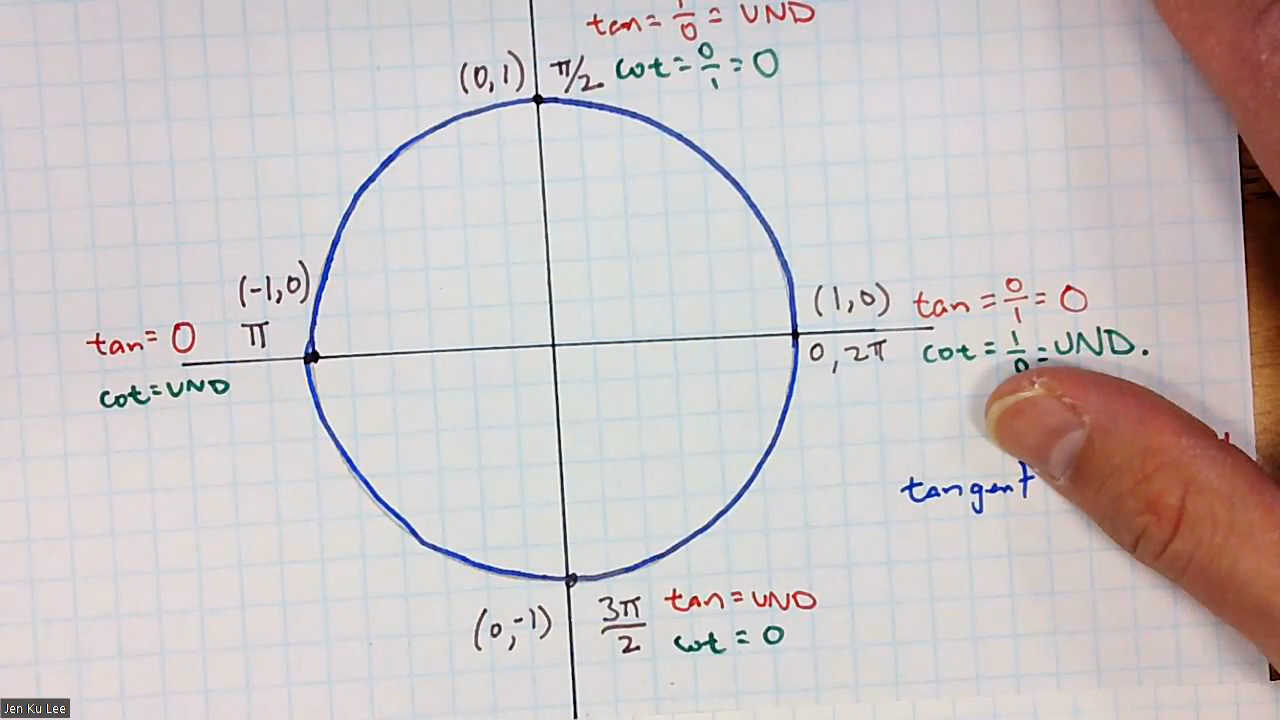 tan = 1/0 = UND
(0,1) π/2 cot = 0/1 = 0
(-1,0)
π
tan = 0
cot = UND
(1,0) tan = 0/1 = 0
0, 2π cot = 1/0 = UND.
tangent
(0,-1) 3π/2 tan = UND
cot = 0
Jen Ku Lee